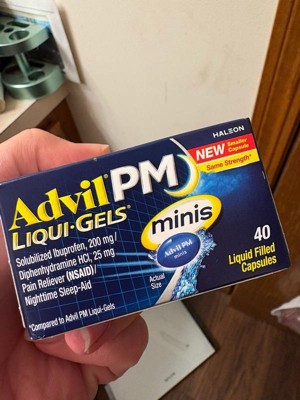 HALEON
NEW Smaller Capsule
Same Strength*
Advil PM
LIQUI•GELS®
minis
Solubilized Ibuprofen, 200 mg/
Diphenhydramine HCl, 25 mg
Pain Reliever (NSAID)/
Nighttime Sleep-Aid
Advil PM
minis
Actual
Size
40
Liquid Filled
Capsules
*Compared to Advil PM Liqui-Gels